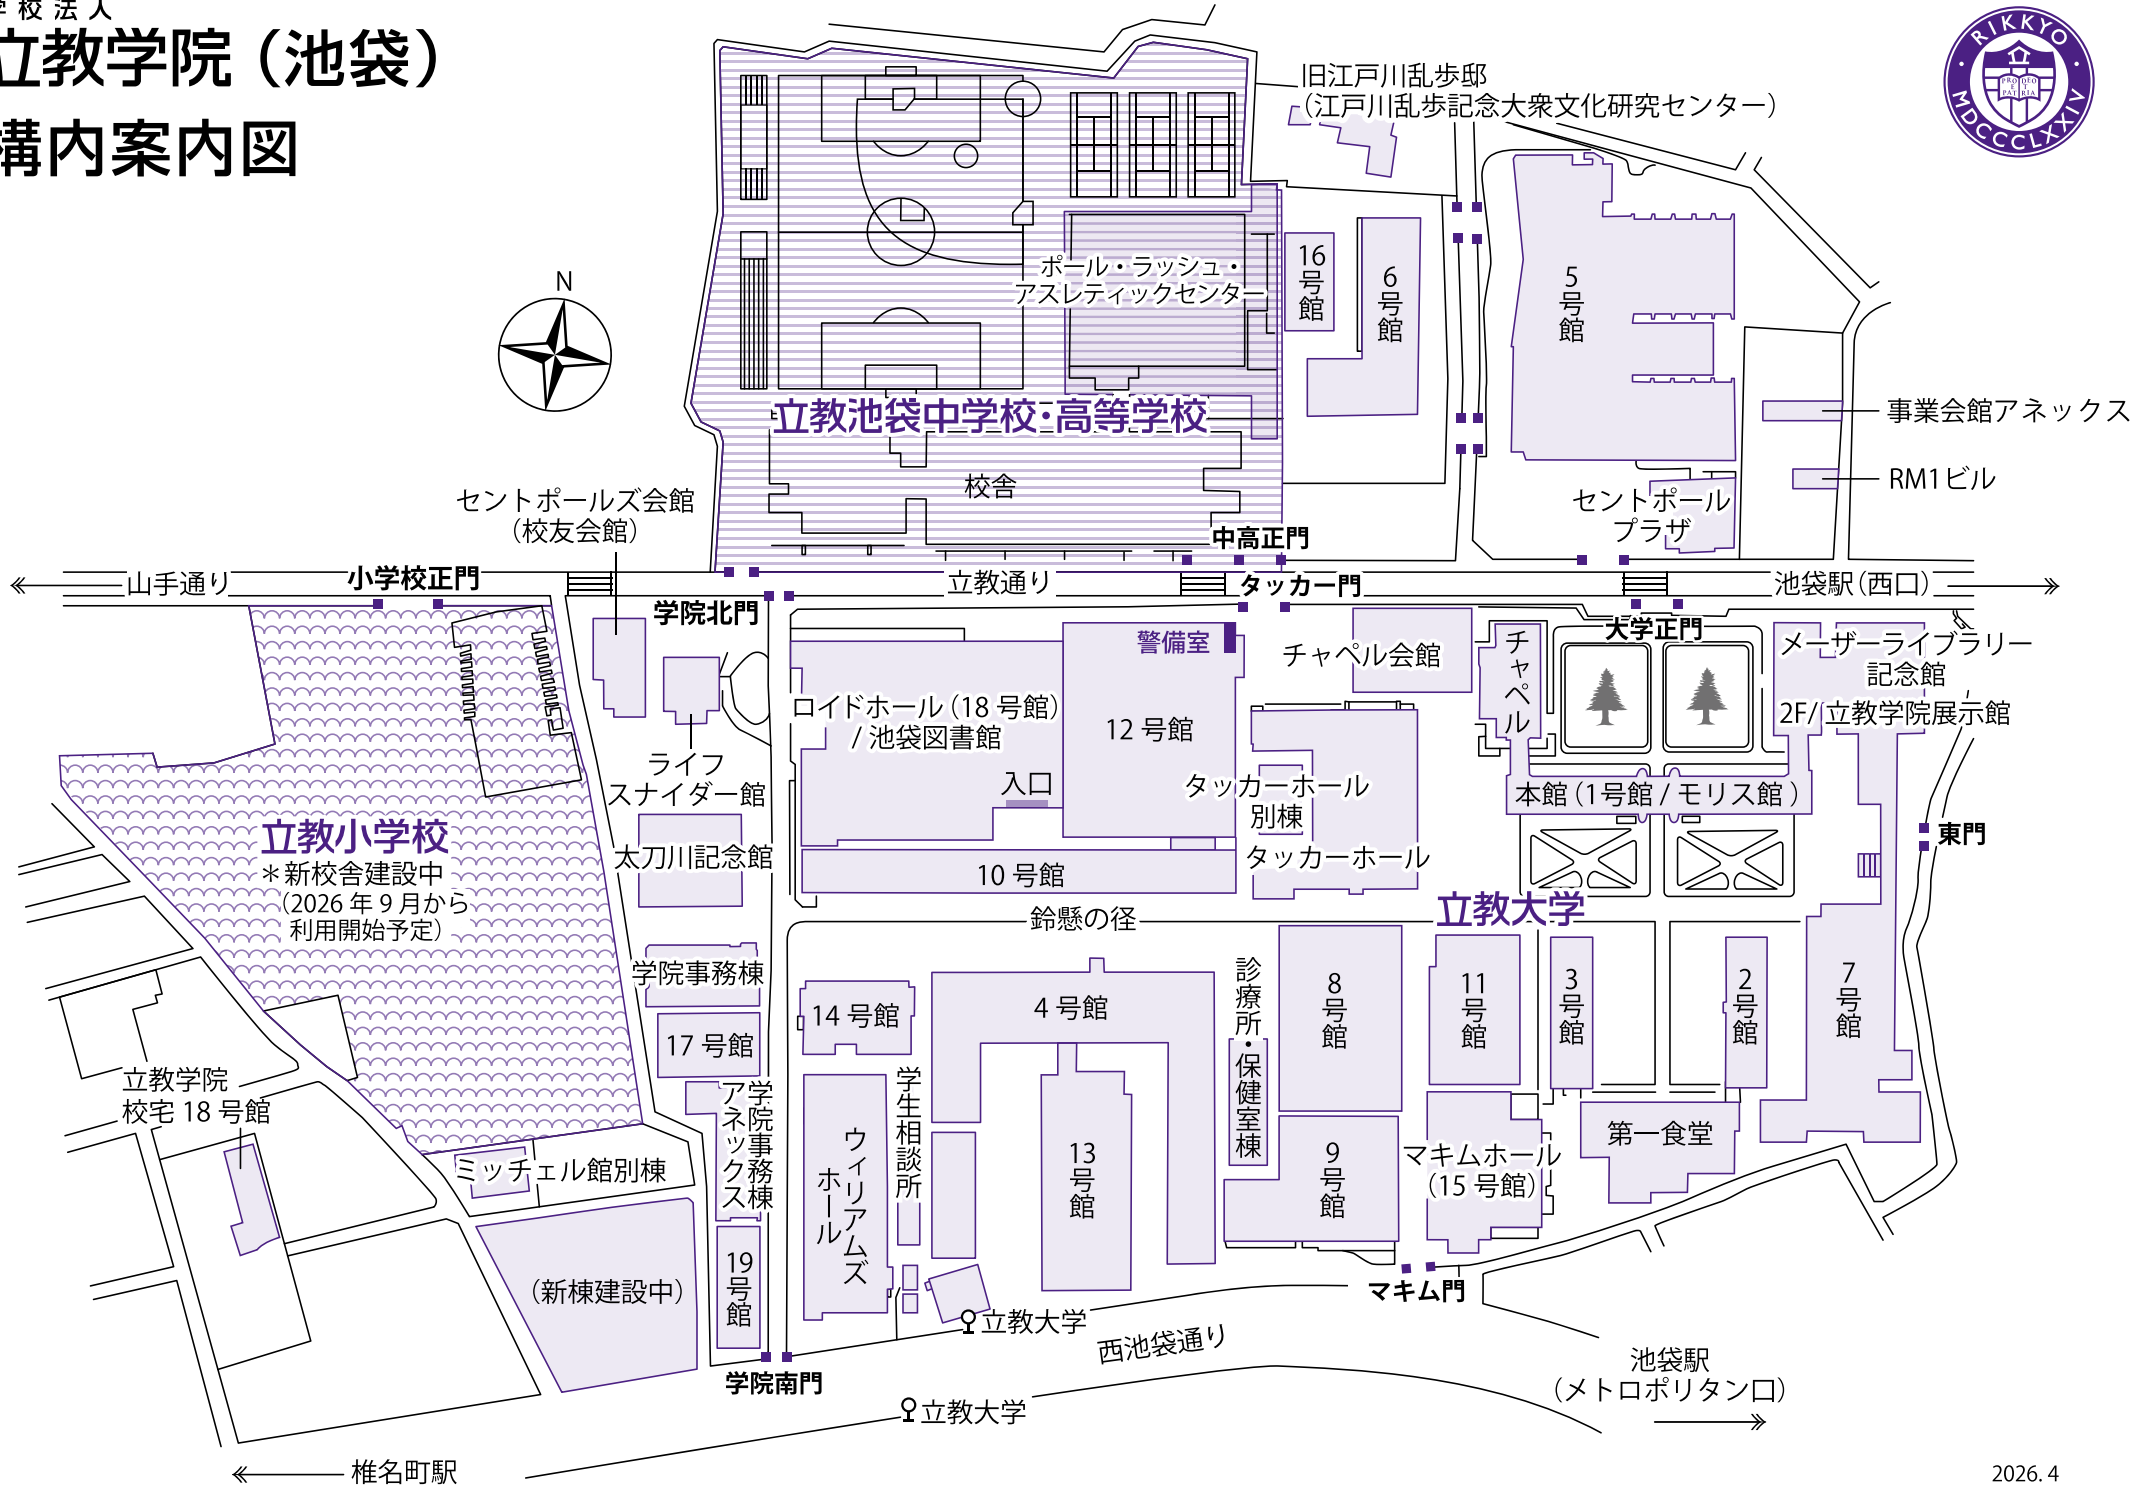 学校法人
立教学院（池袋）
構内案内図
RIKKYO
MDCCCLXXIV
PRO DEO
ET
PATRIA
N
旧江戸川乱歩邸
（江戸川乱歩記念大衆文化研究センター）
ポール・ラッシュ・
アスレティックセンター
16号館
6号館
5号館
立教池袋中学校・高等学校
校舎
事業会館アネックス
RM1ビル
セントポール
プラザ
セントポールズ会館
（校友会館）
中高正門
山手通り
小学校正門
立教通り
タッカー門
池袋駅（西口）
学院北門
大学正門
警備室
チャペル会館
チャペル
メーザーライブラリー
記念館
2F/ 立教学院展示館
ロイドホール（18 号館）
/ 池袋図書館
12 号館
入口
ライフ
スナイダー館
タッカーホール
別棟
タッカーホール
本館（1号館 / モリス館 ）
立教小学校
＊新校舎建設中
（2026 年 9 月から
利用開始予定）
太刀川記念館
10 号館
東門
立教大学
鈴懸の径
学院事務棟
17 号館
14 号館
4 号館
診療所・保健室棟
8号館
11号館
3号館
2号館
7号館
立教学院
校宅 18 号館
学院事務棟
アネックス
学生相談所
ウィリアムズ
ホール
13号館
9号館
マキムホール
（15 号館）
第一食堂
ミッチェル館別棟
（新棟建設中）
19号館
マキム門
立教大学
西池袋通り
学院南門
立教大学
池袋駅
（メトロポリタン口）
椎名町駅
2026. 4